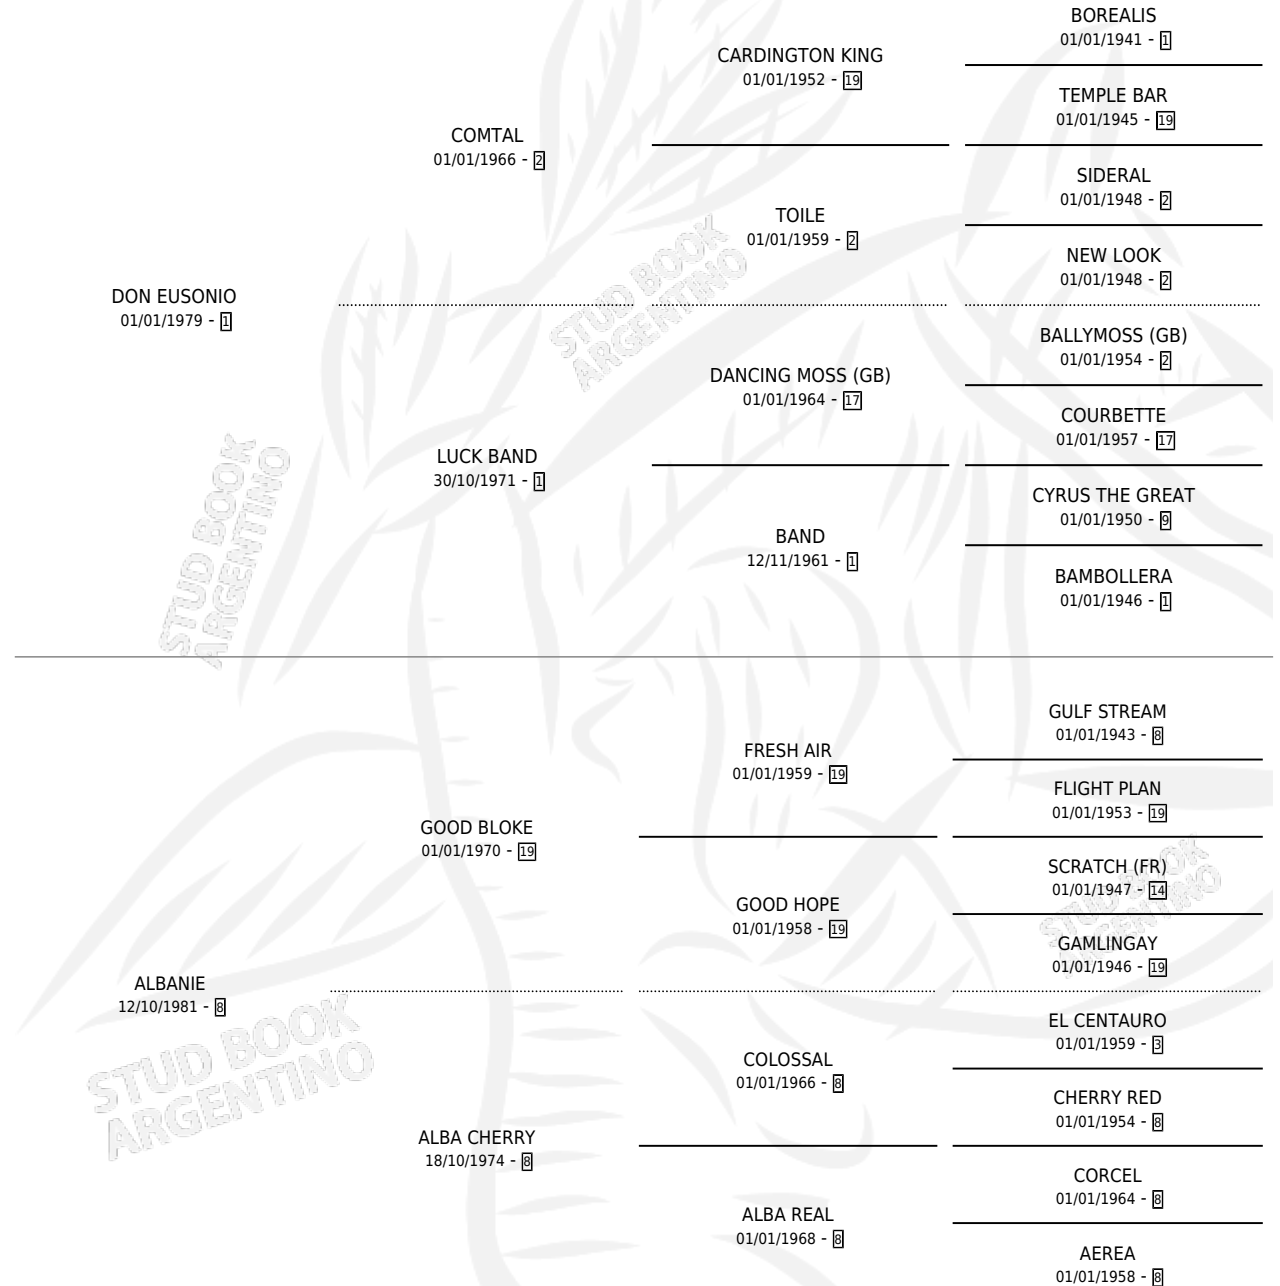 BOREALIS
01/01/1941 - 1
CARDINGTON KING
01/01/1952 - 19
TEMPLE BAR
01/01/1945 - 19
COMTAL
01/01/1966 - 2
SIDERAL
01/01/1948 - 2
TOILE
01/01/1959 - 2
NEW LOOK
01/01/1948 - 2
DON EUSONIO
01/01/1979 - 1
BALLYMOSS (GB)
01/01/1954 - 2
DANCING MOSS (GB)
01/01/1964 - 17
COURBETTE
01/01/1957 - 17
LUCK BAND
30/10/1971 - 1
CYRUS THE GREAT
01/01/1950 - 9
BAND
12/11/1961 - 1
BAMBOLLERA
01/01/1946 - 1
STUD BOOK
ARGENTINO
STUD BOOK
ARGENTINO
GULF STREAM
01/01/1943 - 8
FRESH AIR
01/01/1959 - 19
FLIGHT PLAN
01/01/1953 - 19
GOOD BLOKE
01/01/1970 - 19
SCRATCH (FR)
01/01/1947 - 14
GOOD HOPE
01/01/1958 - 19
GAMLINGAY
01/01/1946 - 19
STUD BOOK
ARGENTINO
ALBANIE
12/10/1981 - 8
EL CENTAURO
01/01/1959 - 3
COLOSSAL
01/01/1966 - 8
CHERRY RED
01/01/1954 - 8
STUD BOOK
ARGENTINO
ALBA CHERRY
18/10/1974 - 8
CORCEL
01/01/1964 - 8
ALBA REAL
01/01/1968 - 8
AEREA
01/01/1958 - 8